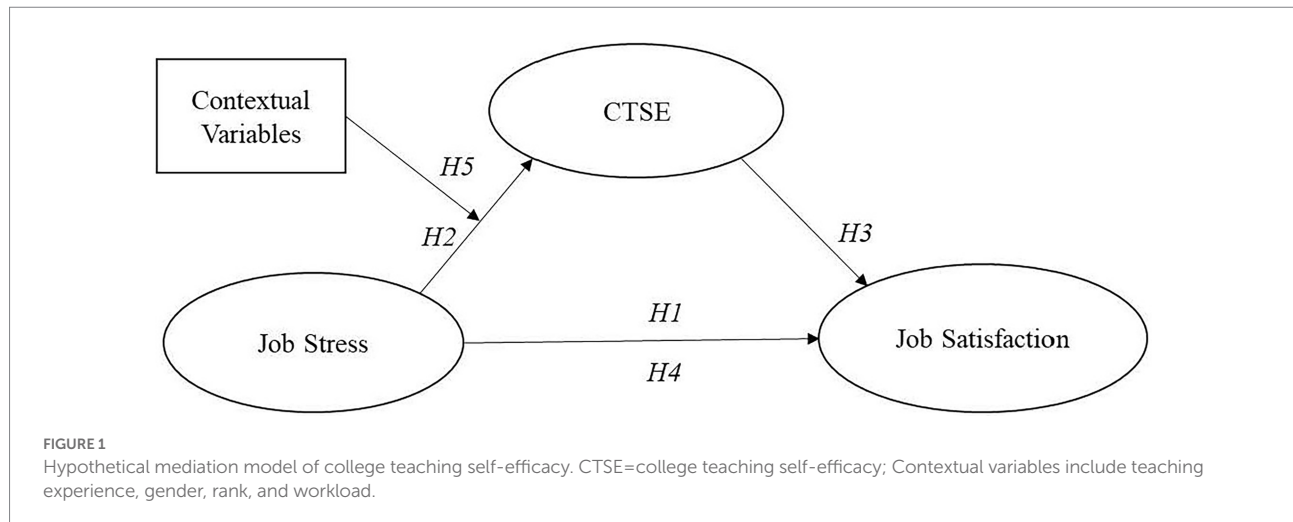 Contextual
Variables
CTSE
H5
H2
H3
H1
Job Stress
Job Satisfaction
H4
FIGURE 1
Hypothetical mediation model of college teaching self-efficacy. CTSE=college teaching self-efficacy; Contextual variables include teaching
experience, gender, rank, and workload.